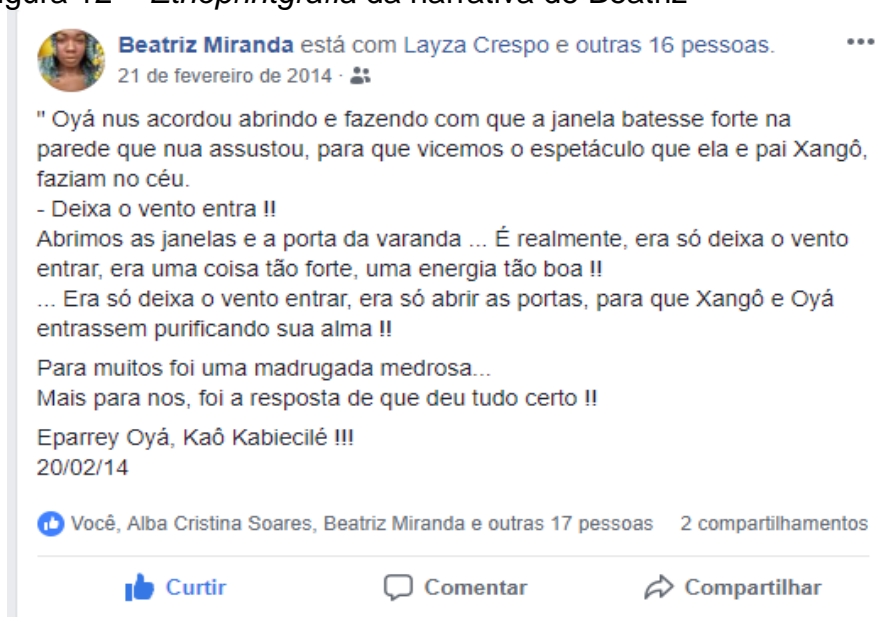 Figura 12 – Ethoprintgrafia da narrativa de Beatriz
Beatriz Miranda está com Layza Crespo e outras 16 pessoas.
21 de fevereiro de 2014 ·
" Oyá nus acordou abrindo e fazendo com que a janela batesse forte na
parede que nua assustou, para que vicemos o espetáculo que ela e pai Xangô,
faziam no céu.
- Deixa o vento entra !!
Abrimos as janelas e a porta da varanda ... É realmente, era só deixa o vento
entrar, era uma coisa tão forte, uma energia tão boa !!
... Era só deixa o vento entrar, era só abrir as portas, para que Xangô e Oyá
entrassem purificando sua alma !!
Para muitos foi uma madrugada medrosa...
Mais para nos, foi a resposta de que deu tudo certo !!
Eparrey Oyá, Kaô Kabiecilé !!!
20/02/14
Você, Alba Cristina Soares, Beatriz Miranda e outras 17 pessoas 2 compartilhamentos
Curtir Comentar Compartilhar